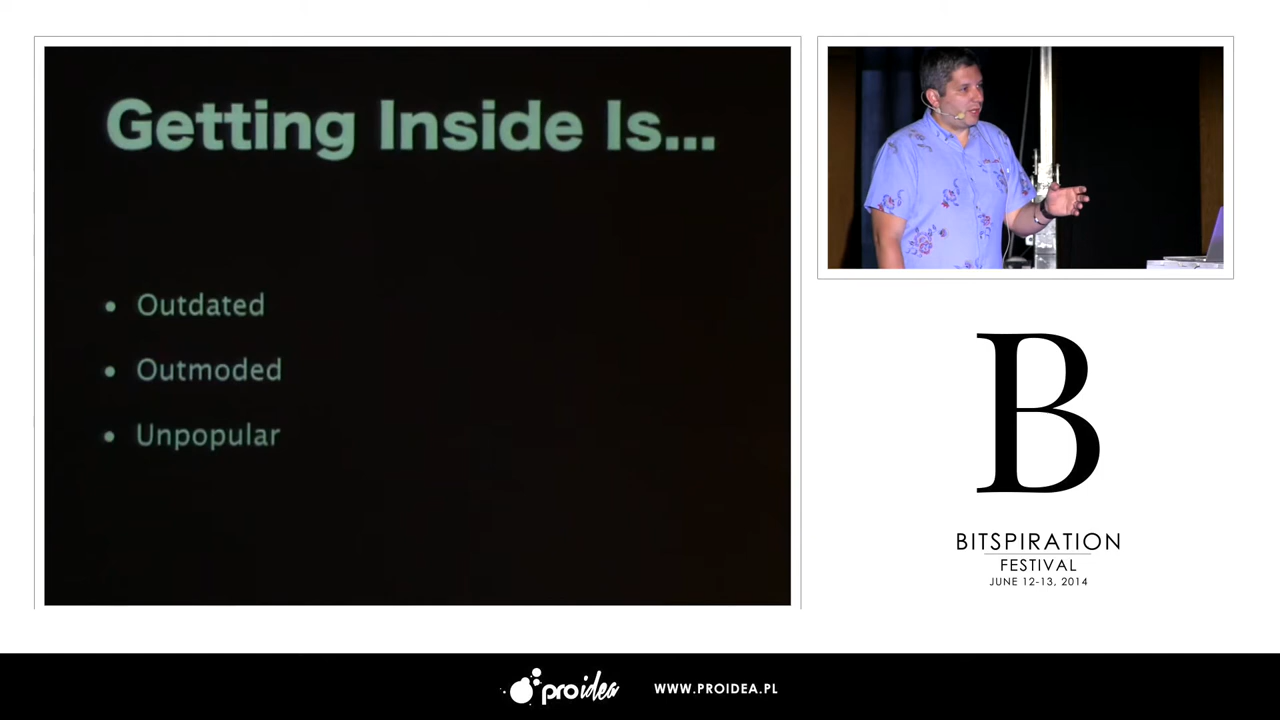 Getting Inside Is...
• Outdated
• Outmoded
• Unpopular
B
BITSPIRATION
FESTIVAL
JUNE 12-13, 2014
proidea
WWW.PROIDEA.PL